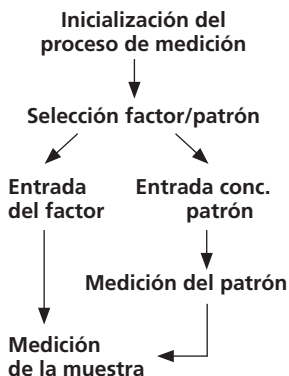 Inicialización del
proceso de medición
Selección factor/patrón
Entrada
del factor
Entrada conc.
patrón
Medición del patrón
Medición
de la muestra